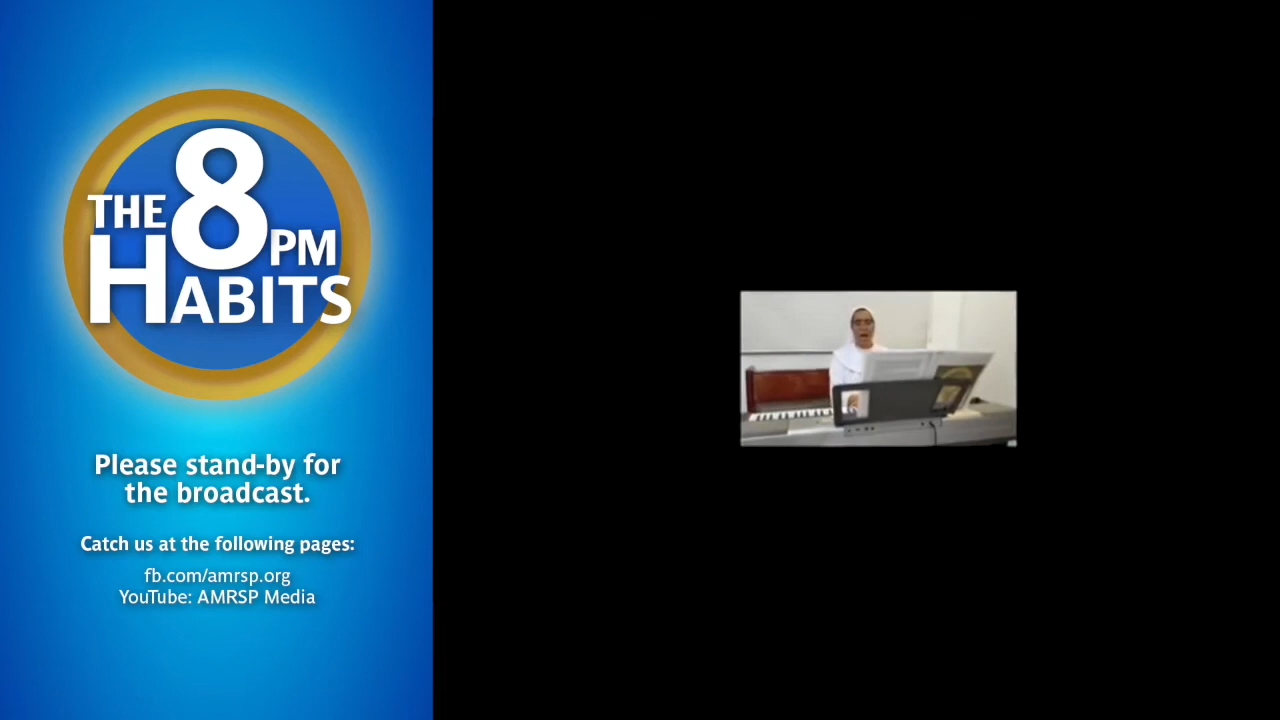 THE 8 PM
HABITS
Please stand-by for
the broadcast.
Catch us at the following pages:
fb.com/amrsp.org
YouTube: AMRSP Media